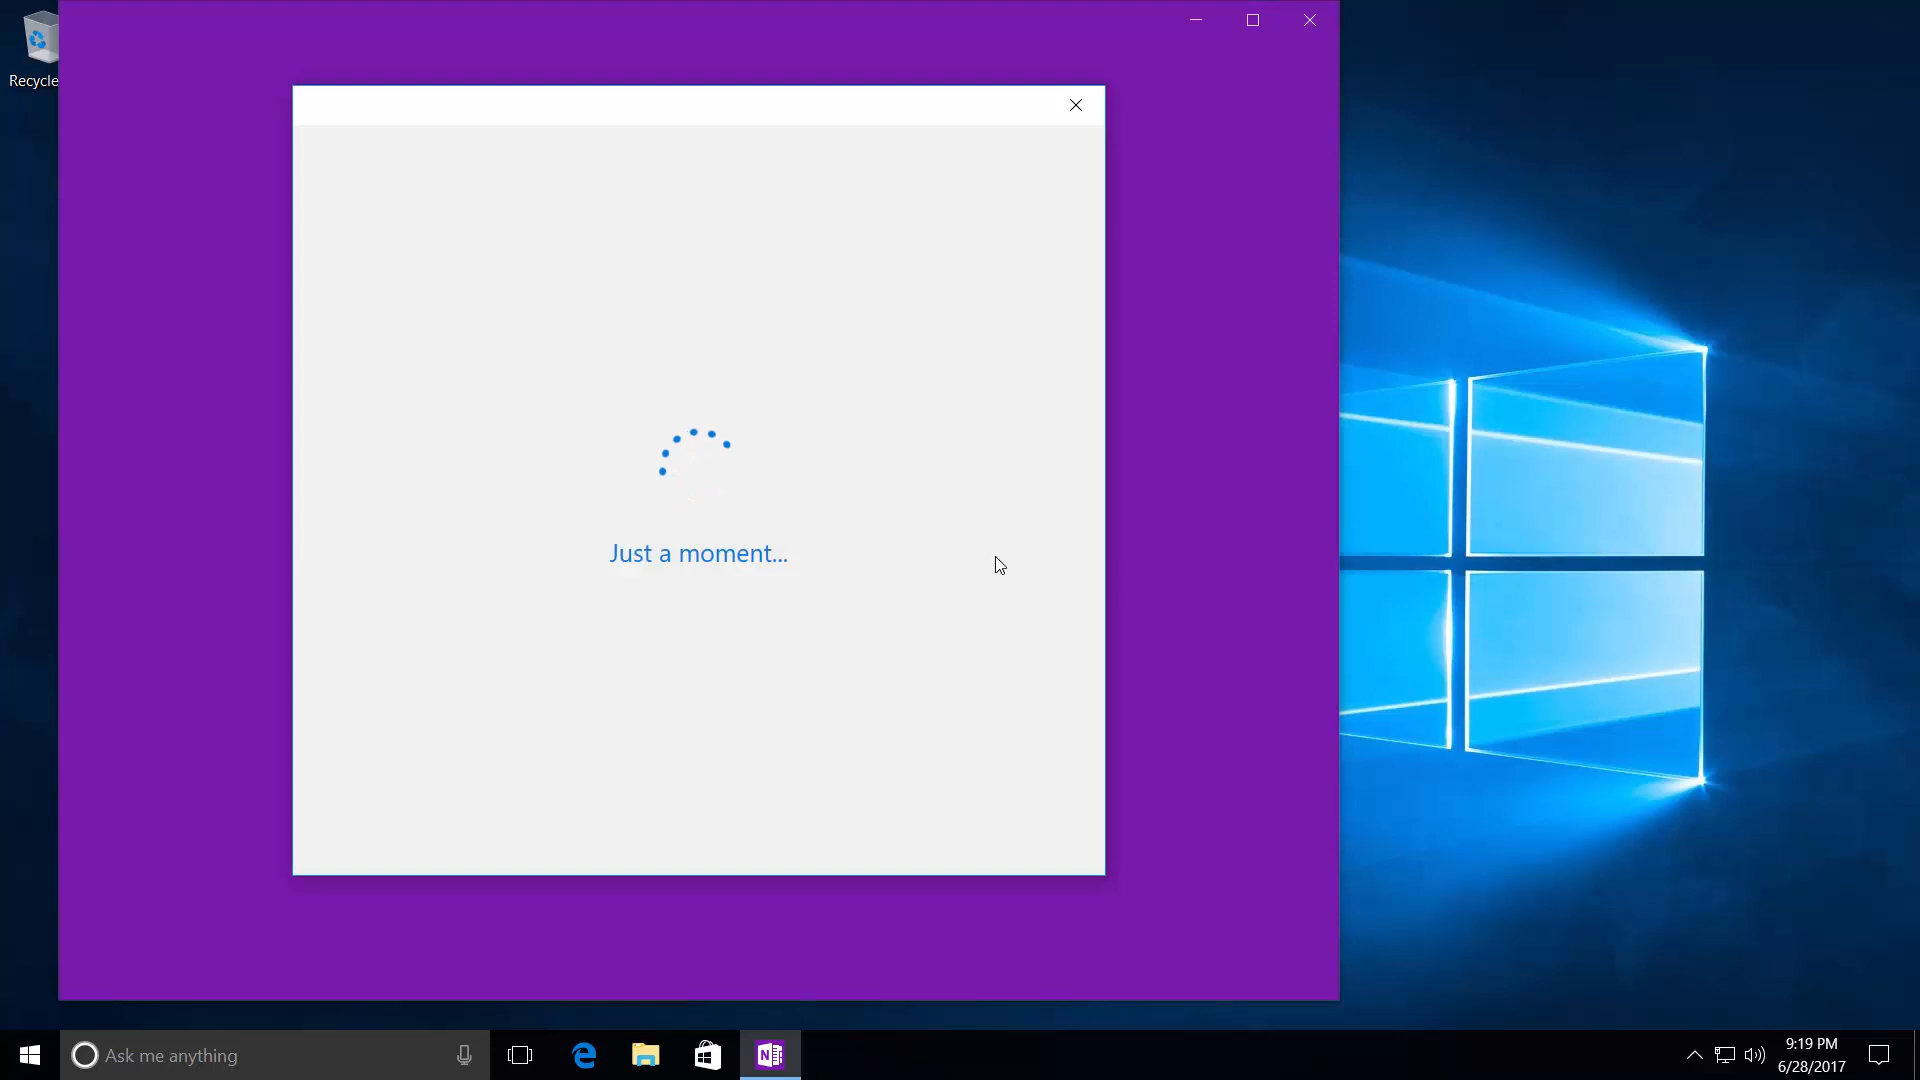 Recycle
Just a moment...
Ask me anything
N
9:19 PM
6/28/2017